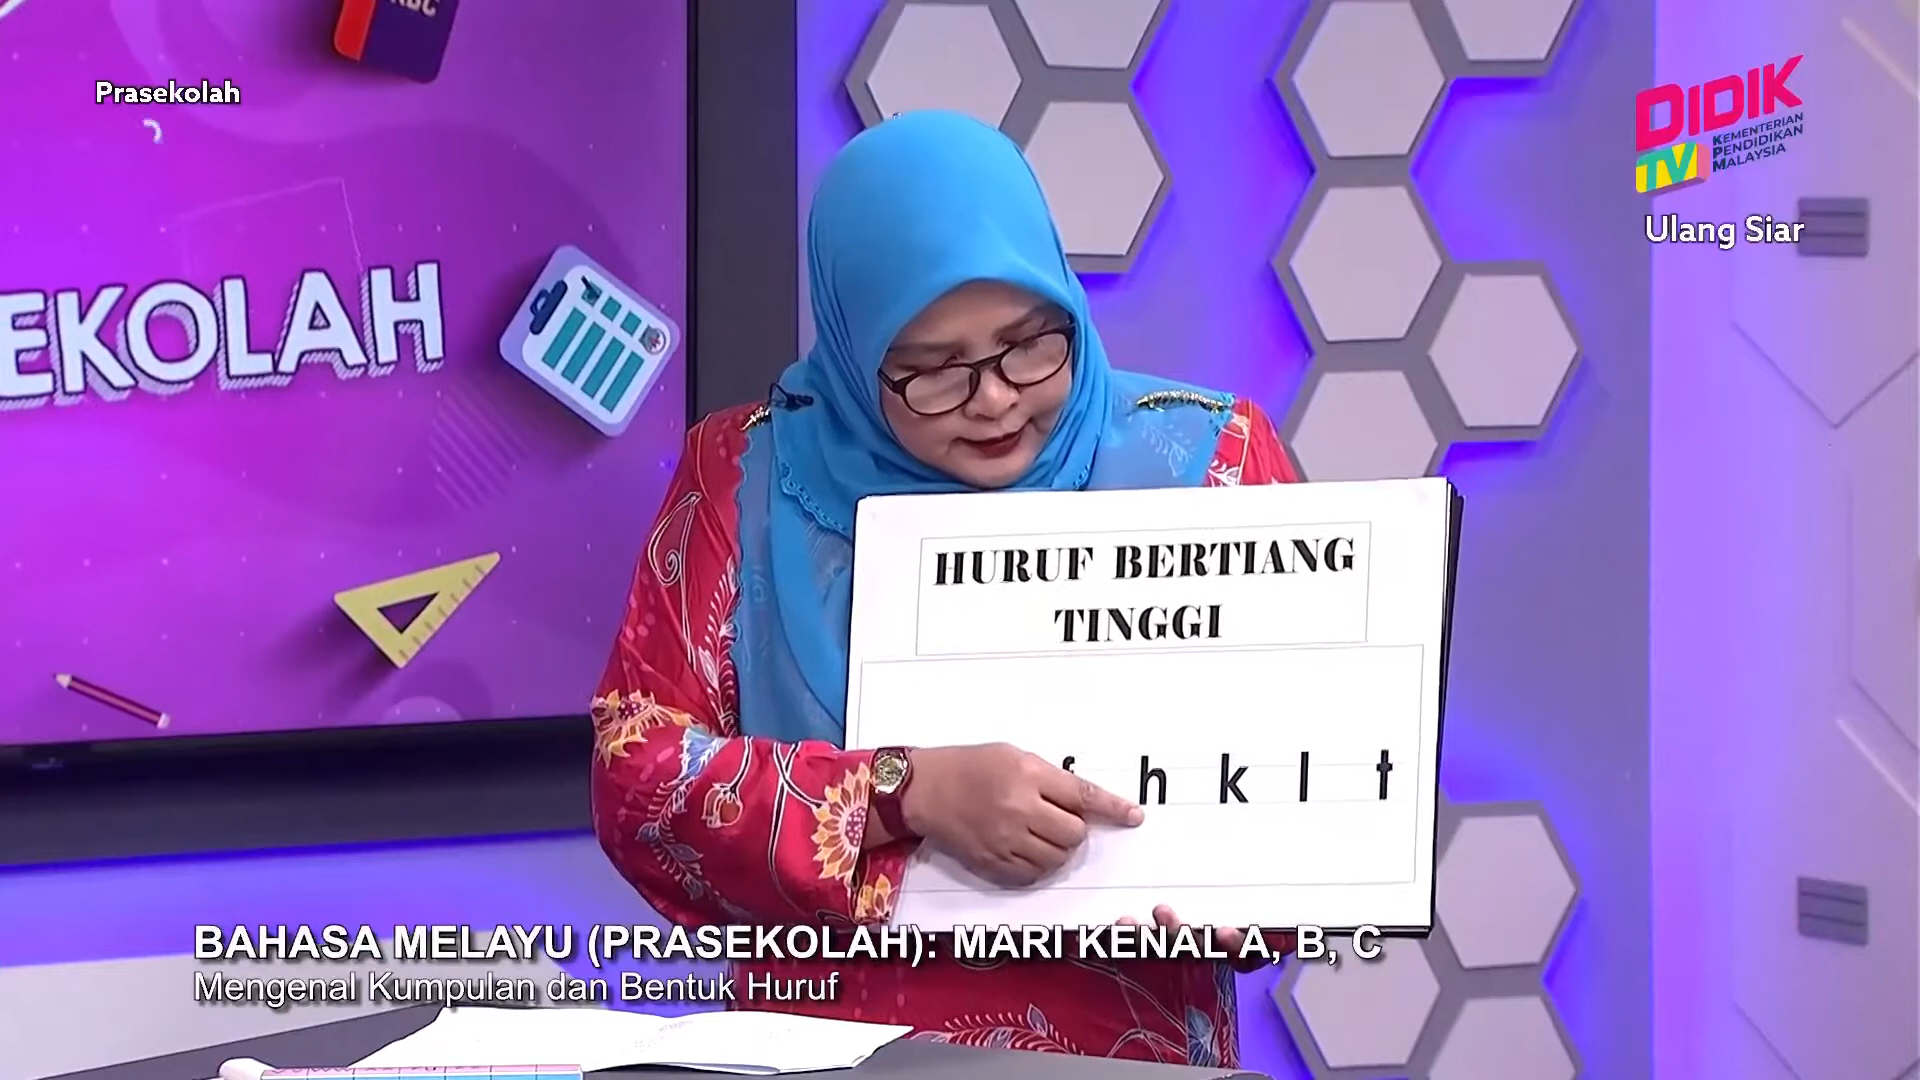 Prasekolah
DIDIK
TV
KEMENTERIAN
PENDIDIKAN
MALAYSIA
Ulang Siar
EKOLAH
HURUF BERTIANG
TINGGI
f h k l t
BAHASA MELAYU (PRASEKOLAH): MARI KENAL A, B, C
Mengenal Kumpulan dan Bentuk Huruf